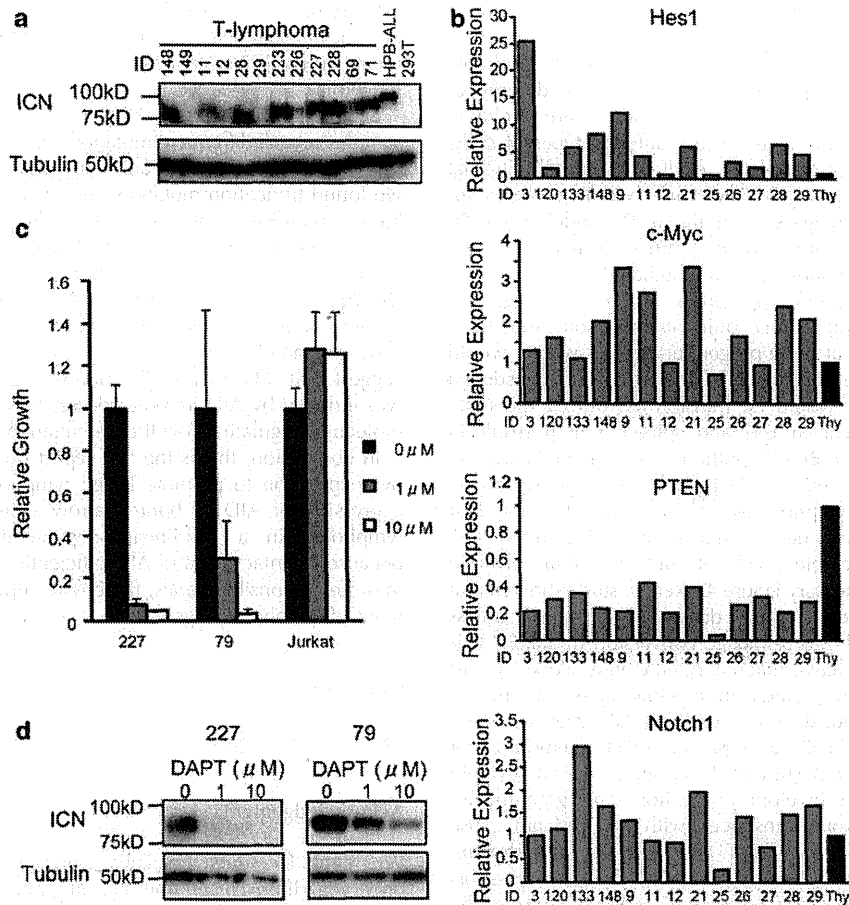 a
T-lymphoma
ID 148 149 11 12 28 29 223 226 227 228 69 71 HPB-ALL 293T
ICN 100kD
75kD
Tubulin 50kD
b
Hes1
Relative Expression
30
25
20
15
10
5
0
ID 3 120 133 148 9 11 12 21 25 26 27 28 29 Thy
c-Myc
Relative Expression
4
3
2
1
0
ID 3 120 133 148 9 11 12 21 25 26 27 28 29 Thy
PTEN
Relative Expression
1.2
1
0.8
0.6
0.4
0.2
0
ID 3 120 133 148 9 11 12 21 25 26 27 28 29 Thy
Notch1
Relative Expression
3.5
3
2.5
2
1.5
1
0.5
0
ID 3 120 133 148 9 11 12 21 25 26 27 28 29 Thy
c
Relative Growth
1.6
1.4
1.2
1
0.8
0.6
0.4
0.2
0
227 79 Jurkat
0 μM
1 μM
10 μM
d
227 79
DAPT (μM) DAPT (μM)
0 1 10 0 1 10
ICN 100kD
75kD
Tubulin 50kD